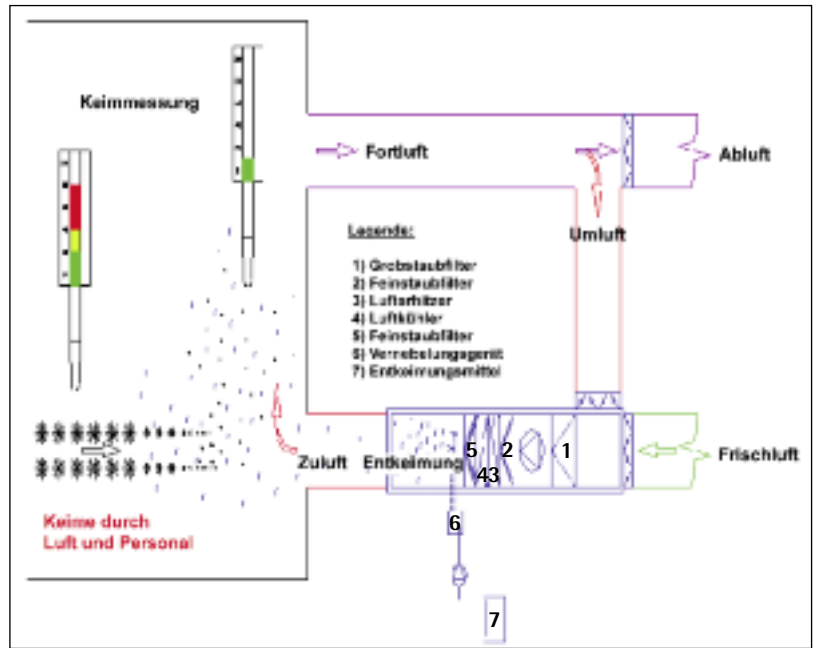 Keimmessung
Fortluft
Abluft
Umluft
Legende:
1) Grobstaubfilter
2) Feinstaubfilter
3) Lufterhitzer
4) Luftkühler
5) Feinstaubfilter
6) Vernebelungsgerät
7) Entkeimungsmittel
5 2 1
43
Zuluft Entkeimung
Frischluft
6
Keime durch
Luft und Personal
7